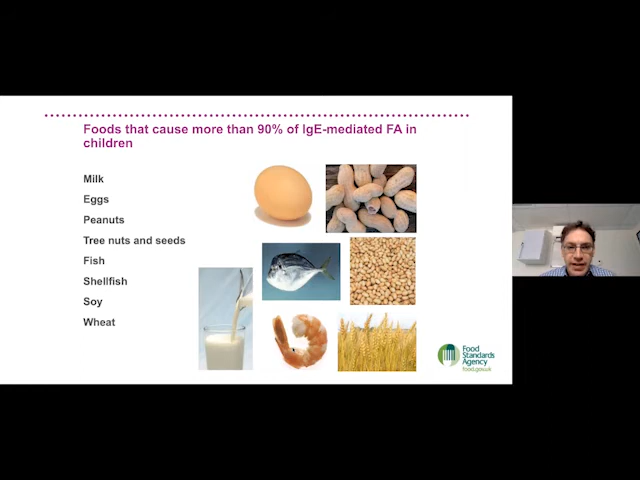 Foods that cause more than 90% of IgE-mediated FA in
children
Milk
Eggs
Peanuts
Tree nuts and seeds
Fish
Shellfish
Soy
Wheat
Food
Standards
Agency
food.gov.uk